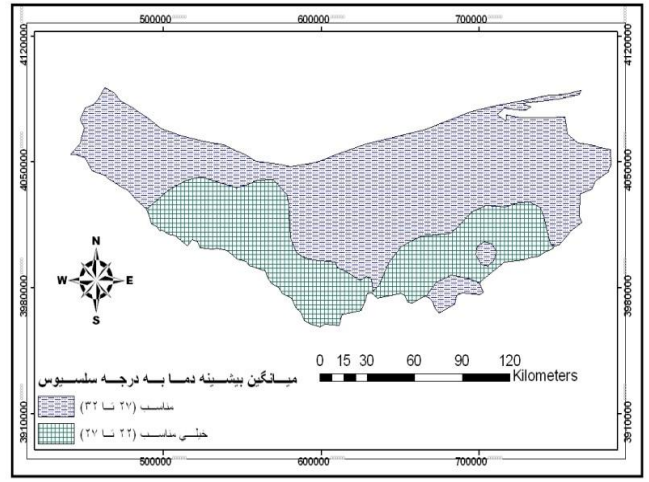 500000 600000 700000
4120000 4120000
4050000 4050000
N
W E
S
3980000 3980000
0 15 30 60 90 120
Kilometers
میانگین بیشینه دما به درجه سلسیوس
مناسب (۲۷ تا ۳۲)
خیلی مناسب (۲۲ تا ۲۷)
3910000 3910000
500000 600000 700000